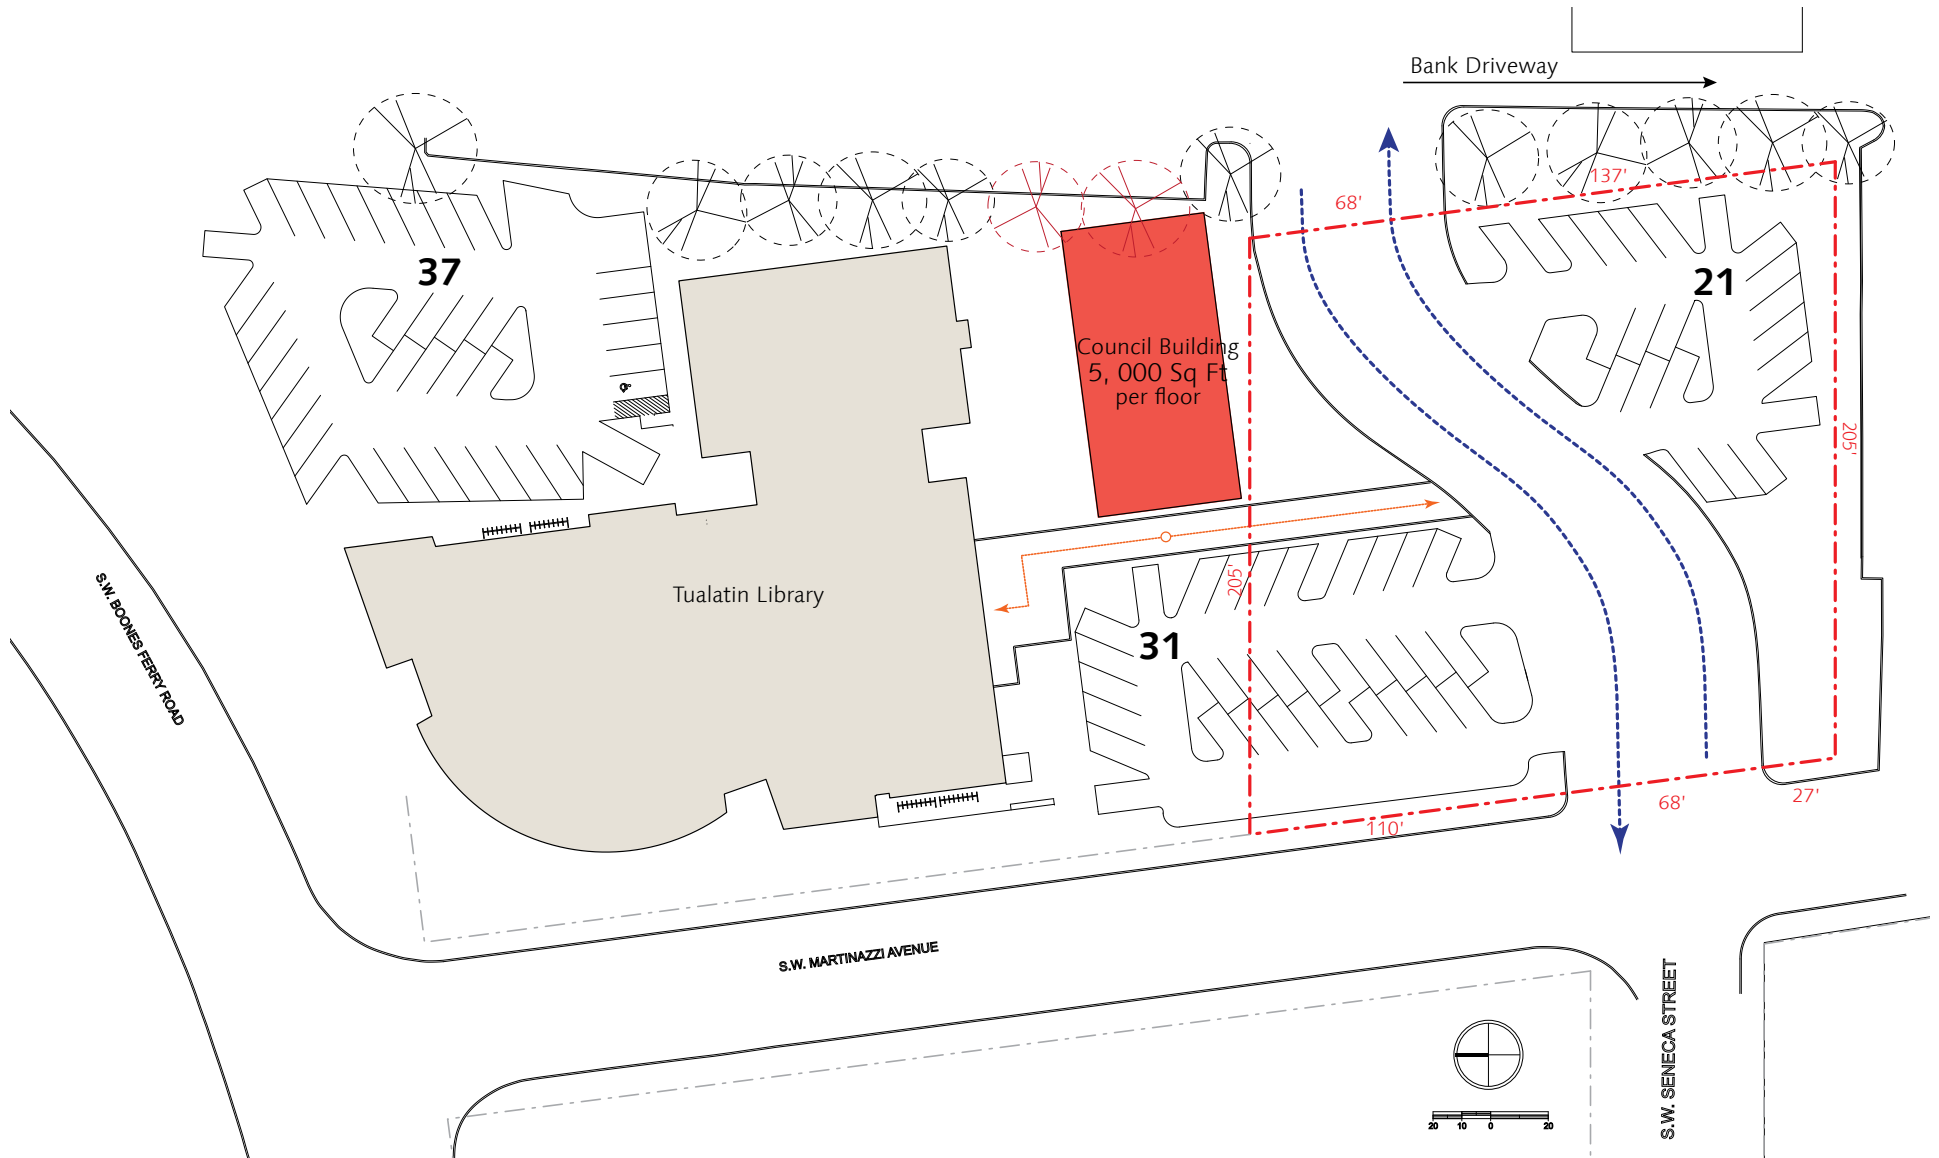 Bank Driveway
137'
68'
37
21
Council Building
5, 000 Sq Ft
per floor
205'
205'
Tualatin Library
31
S.W. BOONES FERRY ROAD
68'
27'
110'
S.W. MARTINAZZI AVENUE
S.W. SENECA STREET
20 10 0 20